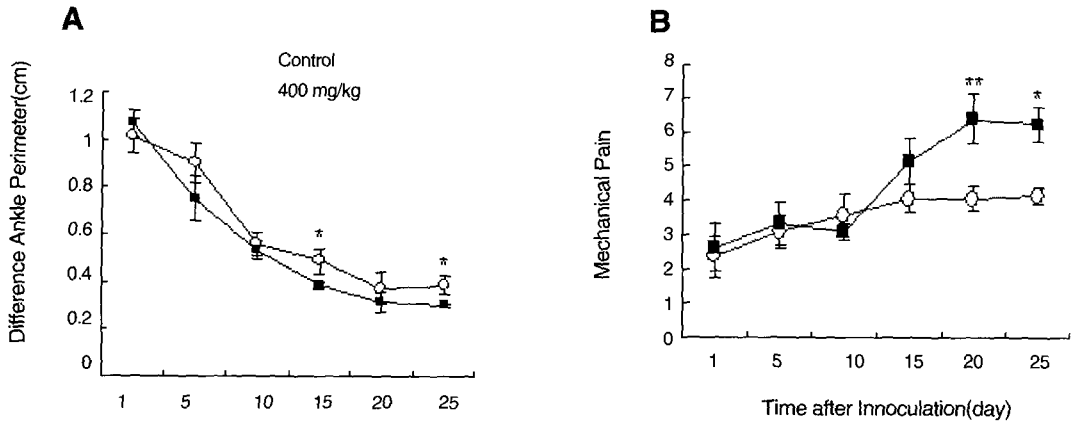 A
Control
400 mg/kg
Difference Ankle Perimeter(cm)
1.2
1
0.8
0.6
0.4
0.2
0
*
*
1 5 10 15 20 25
B
Mechanical Pain
8
7
6
5
4
3
2
1
0
**
*
1 5 10 15 20 25
Time after Innoculation(day)